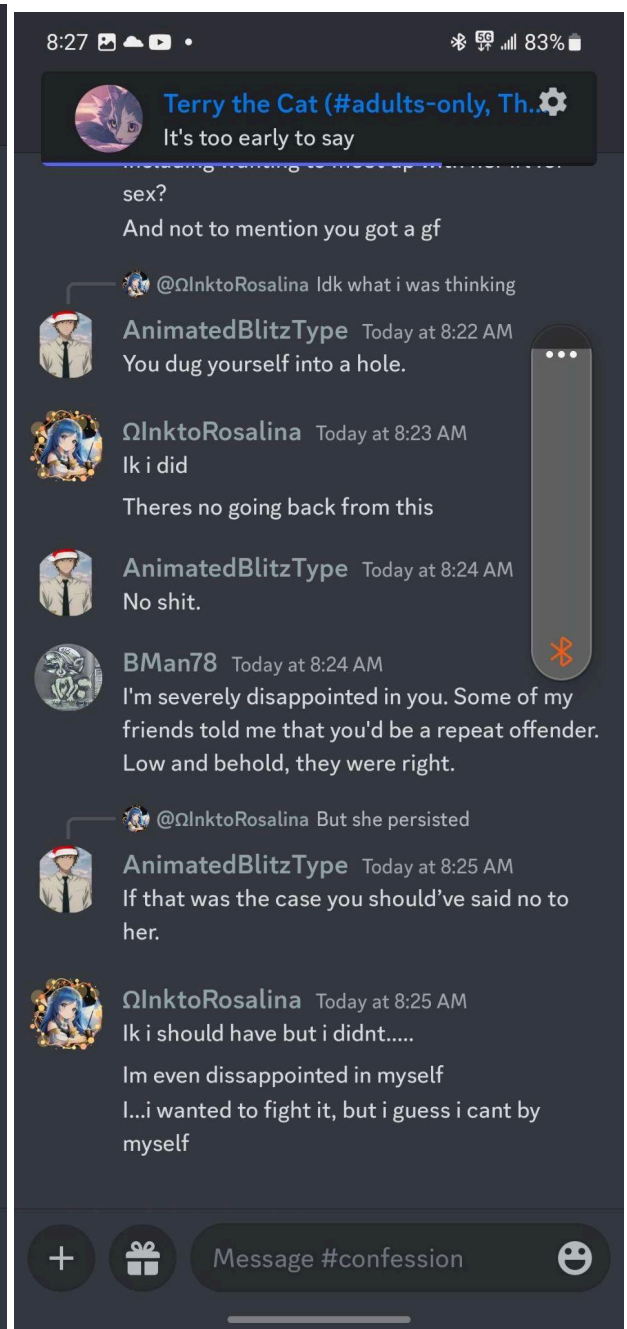 8:27
5G
83%
Terry the Cat (#adults-only, Th...
It's too early to say
sex?
And not to mention you got a gf
@ΩInktoRosalina Idk what i was thinking
AnimatedBlitzType Today at 8:22 AM
You dug yourself into a hole.
ΩInktoRosalina Today at 8:23 AM
Ik i did
Theres no going back from this
AnimatedBlitzType Today at 8:24 AM
No shit.
BMan78 Today at 8:24 AM
I'm severely disappointed in you. Some of my
friends told me that you'd be a repeat offender.
Low and behold, they were right.
@ΩInktoRosalina But she persisted
AnimatedBlitzType Today at 8:25 AM
If that was the case you should've said no to
her.
ΩInktoRosalina Today at 8:25 AM
Ik i should have but i didnt.....
Im even dissappointed in myself
I...i wanted to fight it, but i guess i cant by
myself
Message #confession